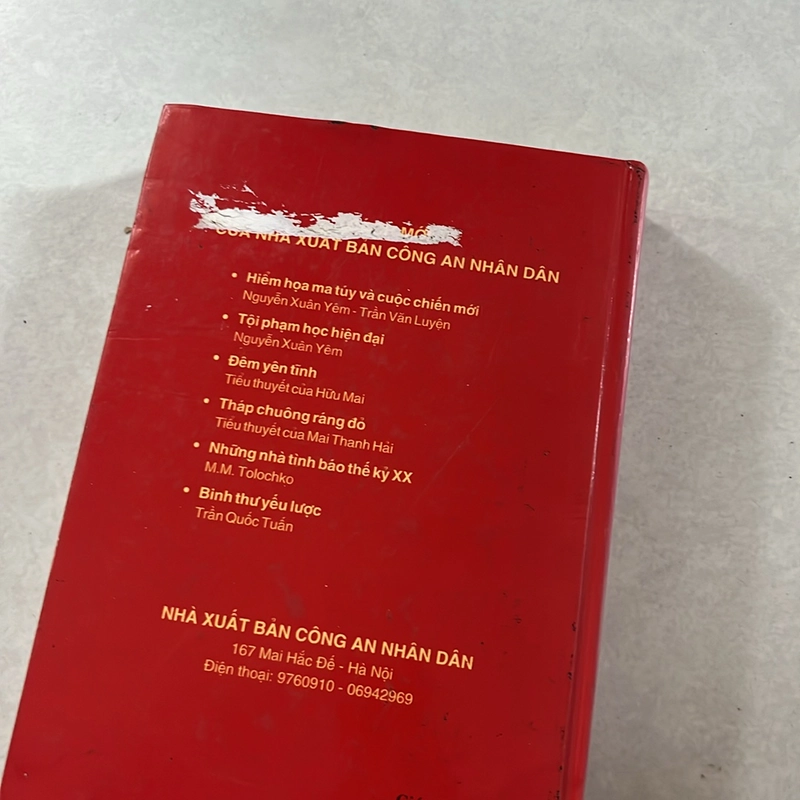 MỚI
CỦA NHÀ XUẤT BẢN CÔNG AN NHÂN DÂN
• Hiểm họa ma túy và cuộc chiến mới
Nguyễn Xuân Yêm - Trần Văn Luyện
• Tội phạm học hiện đại
Nguyễn Xuân Yêm
• Đêm yên tĩnh
Tiểu thuyết của Hữu Mai
• Tháp chuông ráng đỏ
Tiểu thuyết của Mai Thanh Hải
• Những nhà tình báo thế kỷ XX
M.M. Tolochko
• Binh thư yếu lược
Trần Quốc Tuấn
NHÀ XUẤT BẢN CÔNG AN NHÂN DÂN
167 Mai Hắc Đế - Hà Nội
Điện thoại: 9760910 - 06942969